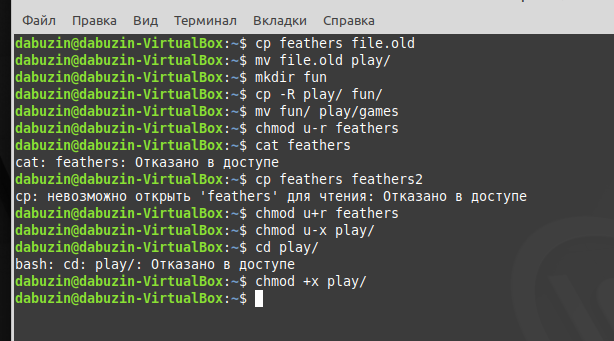 Файл Правка Вид Терминал Вкладки Справка
dabuzin@dabuzin-VirtualBox:~$ cp feathers file.old
dabuzin@dabuzin-VirtualBox:~$ mv file.old play/
dabuzin@dabuzin-VirtualBox:~$ mkdir fun
dabuzin@dabuzin-VirtualBox:~$ cp -R play/ fun/
dabuzin@dabuzin-VirtualBox:~$ mv fun/ play/games
dabuzin@dabuzin-VirtualBox:~$ chmod u-r feathers
dabuzin@dabuzin-VirtualBox:~$ cat feathers
cat: feathers: Отказано в доступе
dabuzin@dabuzin-VirtualBox:~$ cp feathers feathers2
cp: невозможно открыть 'feathers' для чтения: Отказано в доступе
dabuzin@dabuzin-VirtualBox:~$ chmod u+r feathers
dabuzin@dabuzin-VirtualBox:~$ chmod u-x play/
dabuzin@dabuzin-VirtualBox:~$ cd play/
bash: cd: play/: Отказано в доступе
dabuzin@dabuzin-VirtualBox:~$ chmod +x play/
dabuzin@dabuzin-VirtualBox:~$